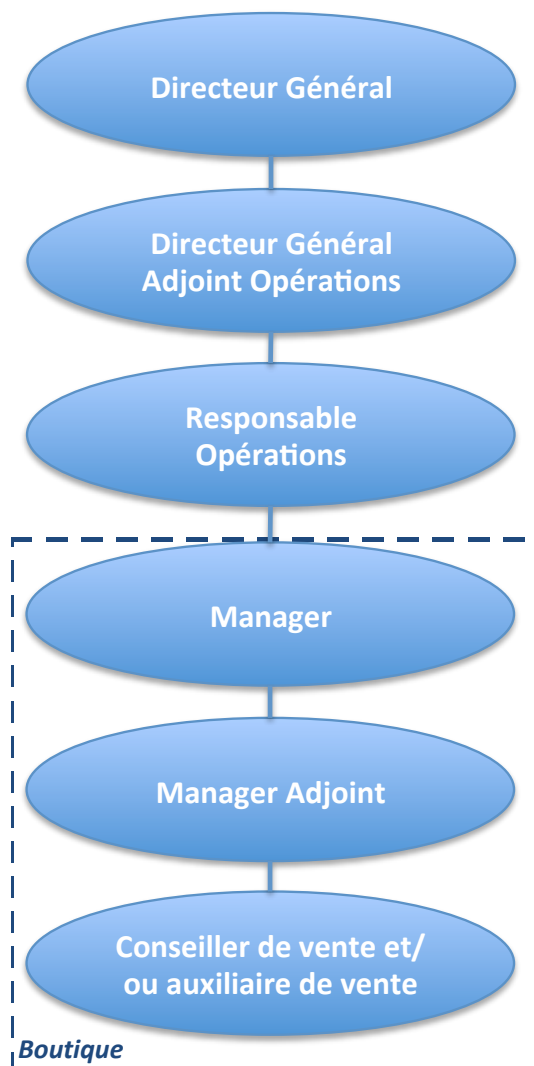 Directeur Général
Directeur Général
Adjoint Opérations
Responsable
Opérations
Manager
Manager Adjoint
Conseiller de vente et/
ou auxiliaire de vente
Boutique